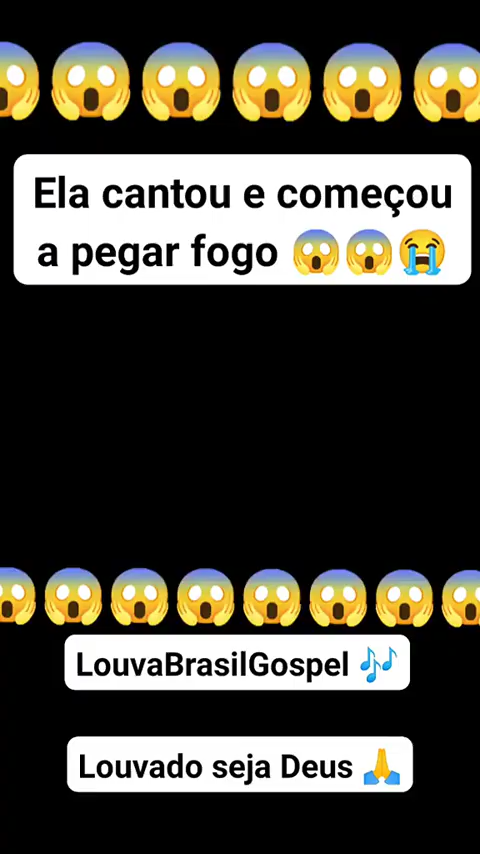 Ela cantou e começou
a pegar fogo 😱😱😭
LouvaBrasilGospel 🎶
Louvado seja Deus 🙏